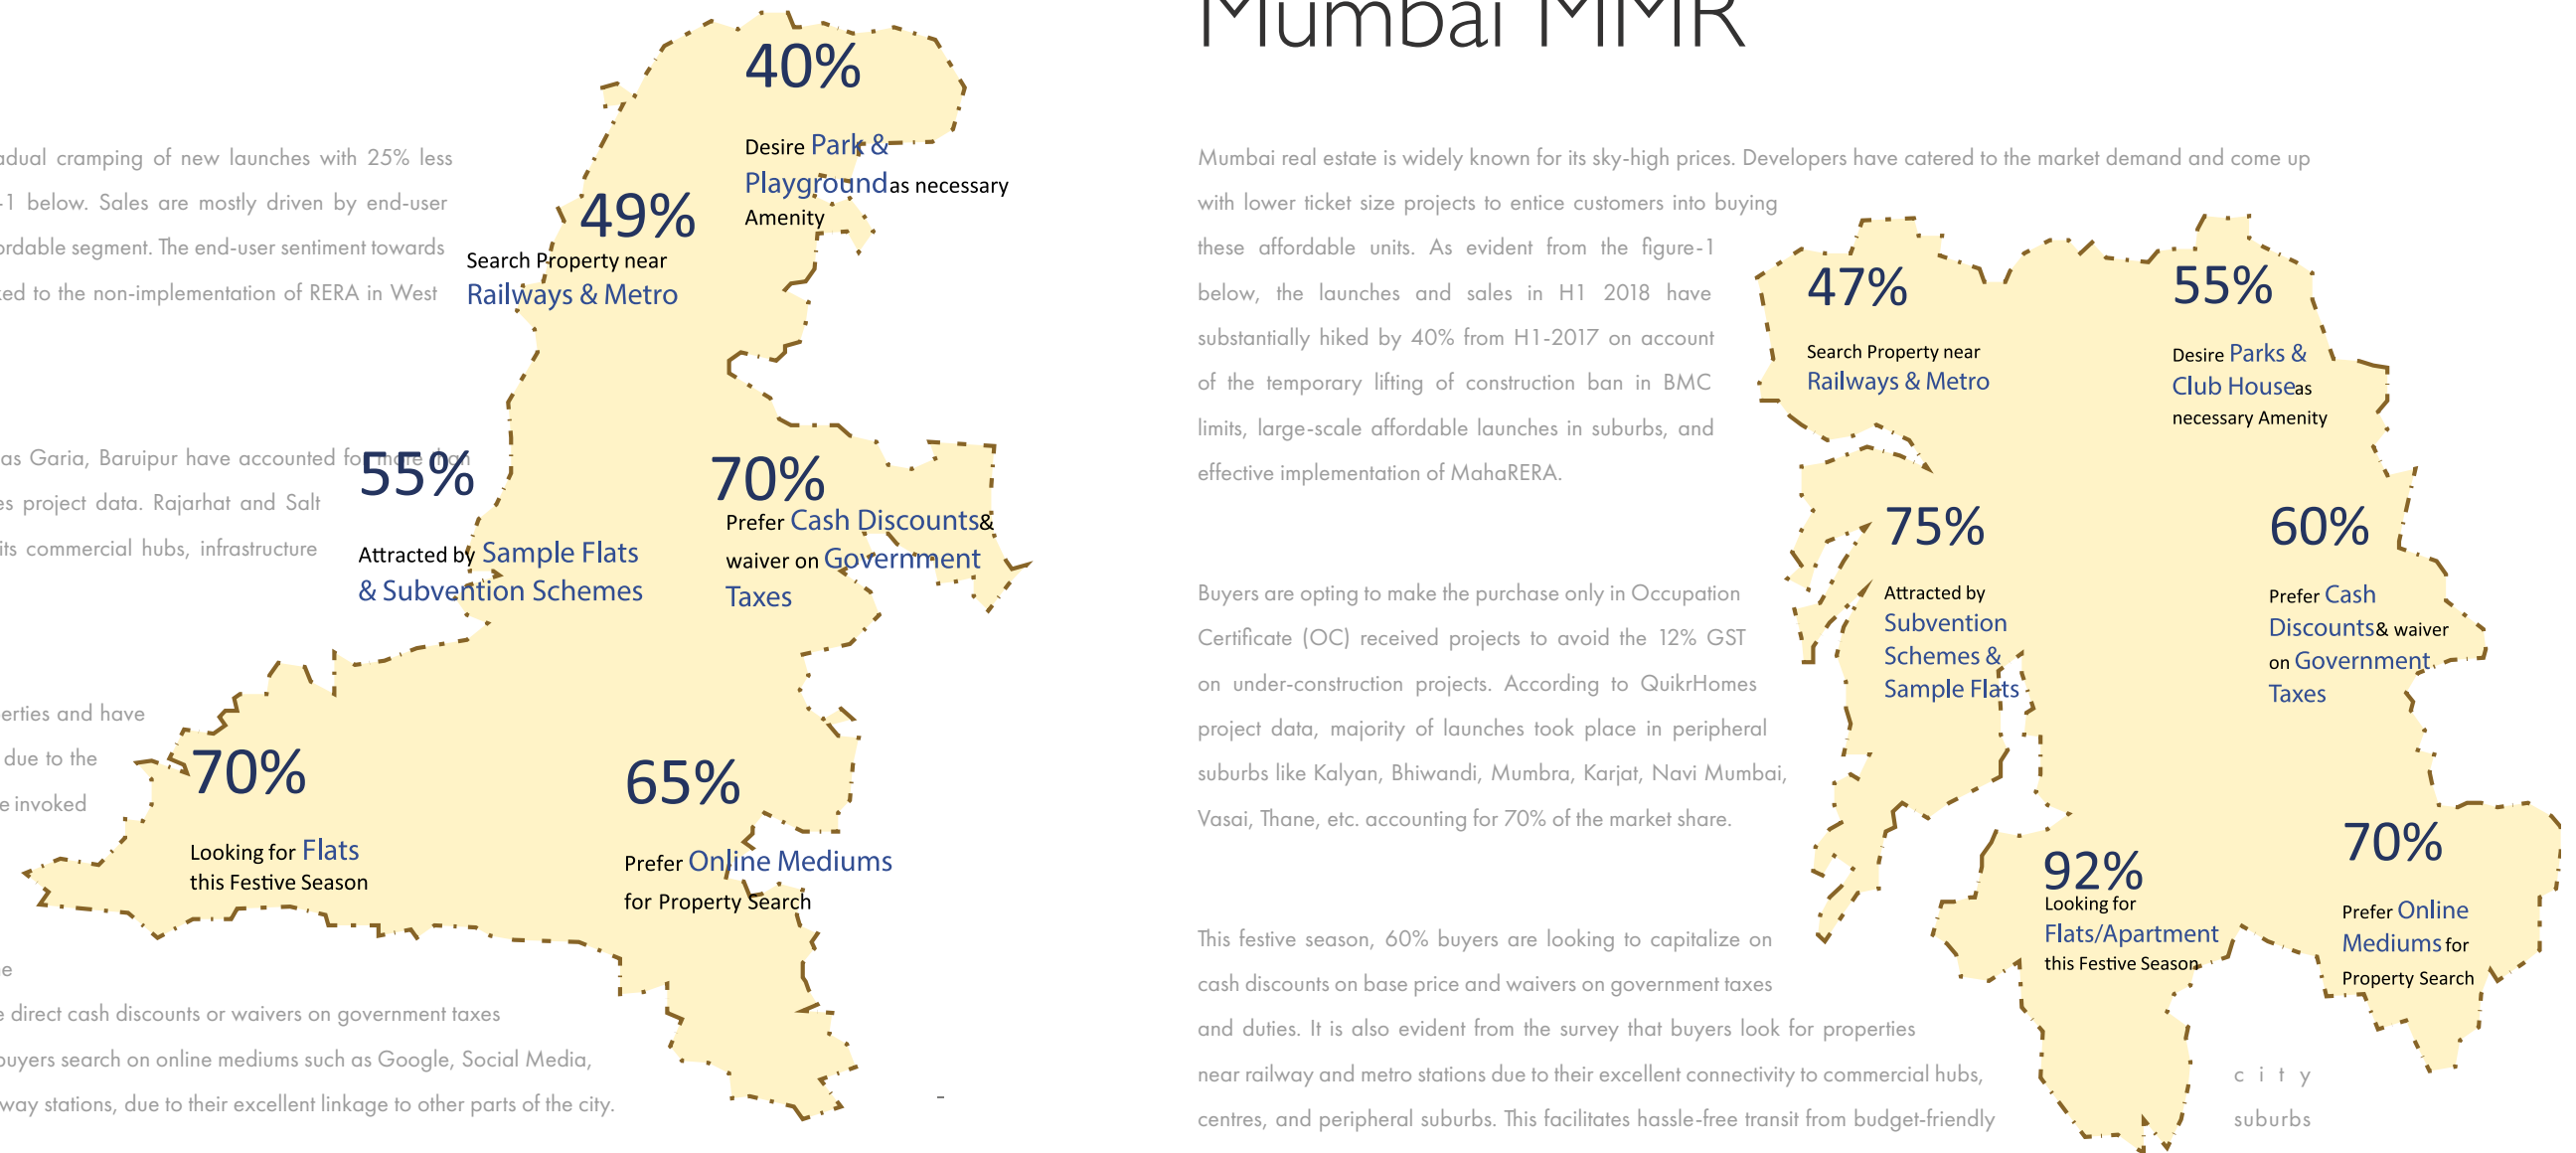 adual cramping of new launches with 25% less
-1 below. Sales are mostly driven by end-user
ordable segment. The end-user sentiment towards
ked to the non-implementation of RERA in West
as Garia, Baruipur have accounted for more than
es project data. Rajarhat and Salt
its commercial hubs, infrastructure
erties and have
due to the
e invoked
e
e direct cash discounts or waivers on government taxes
buyers search on online mediums such as Google, Social Media,
way stations, due to their excellent linkage to other parts of the city.
40%
Desire Park &
Playground as necessary
Amenity
49%
Search Property near
Railways & Metro
55%
Attracted by Sample Flats
& Subvention Schemes
70%
Prefer Cash Discounts&
waiver on Government
Taxes
70%
Looking for Flats
this Festive Season
65%
Prefer Online Mediums
for Property Search
-
Mumbai MMR
Mumbai real estate is widely known for its sky-high prices. Developers have catered to the market demand and come up
with lower ticket size projects to entice customers into buying
these affordable units. As evident from the figure-1
below, the launches and sales in H1 2018 have
substantially hiked by 40% from H1-2017 on account
of the temporary lifting of construction ban in BMC
limits, large-scale affordable launches in suburbs, and
effective implementation of MahaRERA.
Buyers are opting to make the purchase only in Occupation
Certificate (OC) received projects to avoid the 12% GST
on under-construction projects. According to QuikrHomes
project data, majority of launches took place in peripheral
suburbs like Kalyan, Bhiwandi, Mumbra, Karjat, Navi Mumbai,
Vasai, Thane, etc. accounting for 70% of the market share.
This festive season, 60% buyers are looking to capitalize on
cash discounts on base price and waivers on government taxes
and duties. It is also evident from the survey that buyers look for properties
near railway and metro stations due to their excellent connectivity to commercial hubs, city
centres, and peripheral suburbs. This facilitates hassle-free transit from budget-friendly suburbs
47%
Search Property near
Railways & Metro
55%
Desire Parks &
Club Houseas
necessary Amenity
75%
Attracted by
Subvention
Schemes &
Sample Flats
60%
Prefer Cash
Discounts& waiver
on Government
Taxes
92%
Looking for
Flats/Apartment
this Festive Season
70%
Prefer Online
Mediums for
Property Search